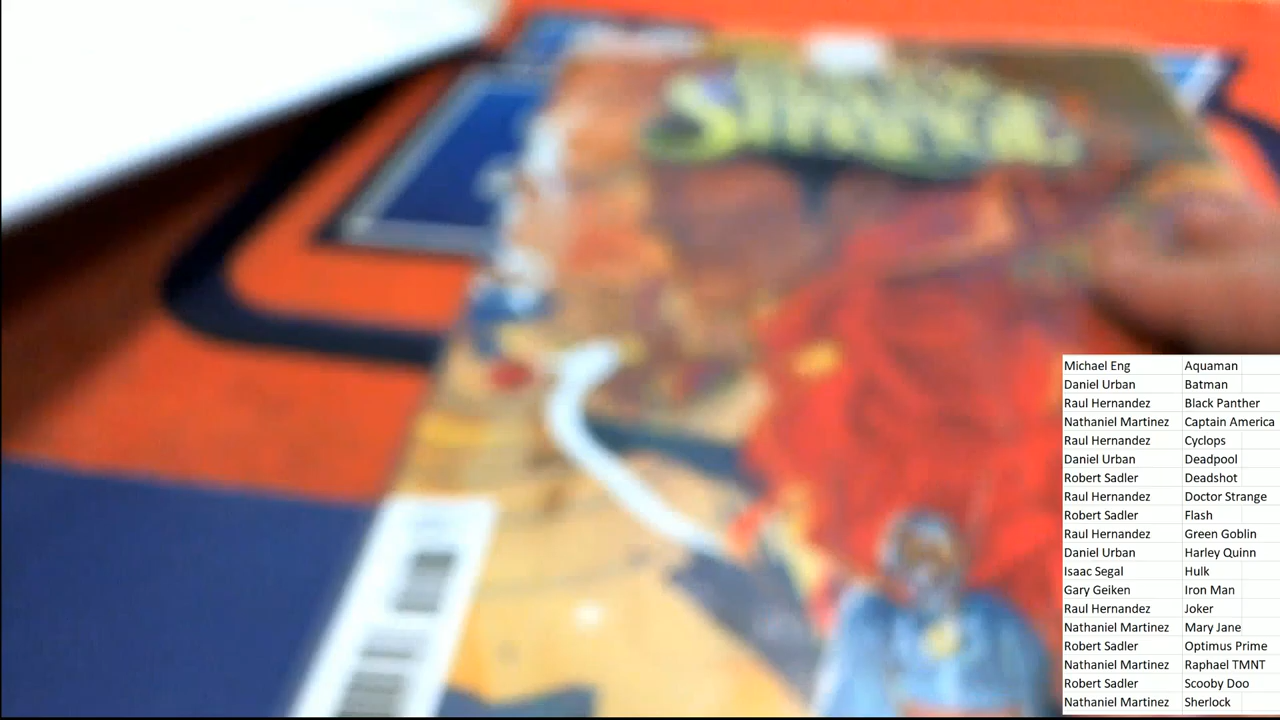 Michael Eng Aquaman
Daniel Urban Batman
Raul Hernandez Black Panther
Nathaniel Martinez Captain America
Raul Hernandez Cyclops
Daniel Urban Deadpool
Robert Sadler Deadshot
Raul Hernandez Doctor Strange
Robert Sadler Flash
Raul Hernandez Green Goblin
Daniel Urban Harley Quinn
Isaac Segal Hulk
Gary Geiken Iron Man
Raul Hernandez Joker
Nathaniel Martinez Mary Jane
Robert Sadler Optimus Prime
Nathaniel Martinez Raphael TMNT
Robert Sadler Scooby Doo
Nathaniel Martinez Sherlock